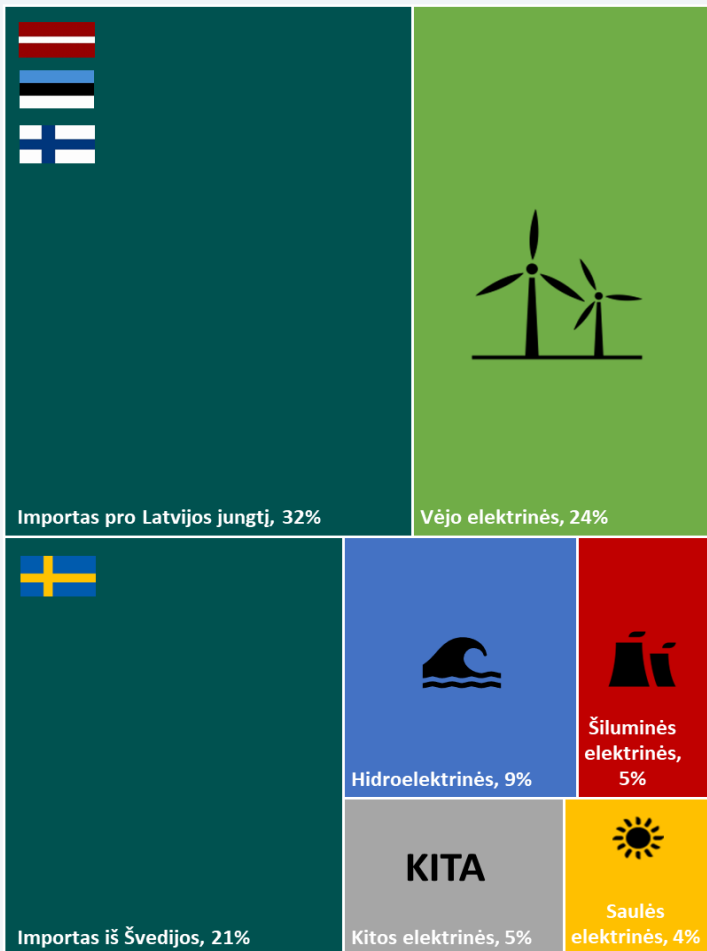 Importas pro Latvijos jungtį, 32%
Vėjo elektrinės, 24%
Importas iš Švedijos, 21%
Hidroelektrinės, 9%
Šiluminės
elektrinės,
5%
KITA
Kitos elektrinės, 5%
Saulės
elektrinės, 4%